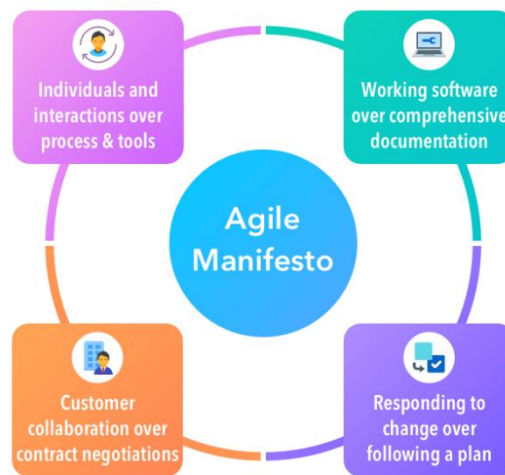 Individuals and
interactions over
process & tools
Working software
over comprehensive
documentation
Agile
Manifesto
Customer
collaboration over
contract negotiations
Responding to
change over
following a plan